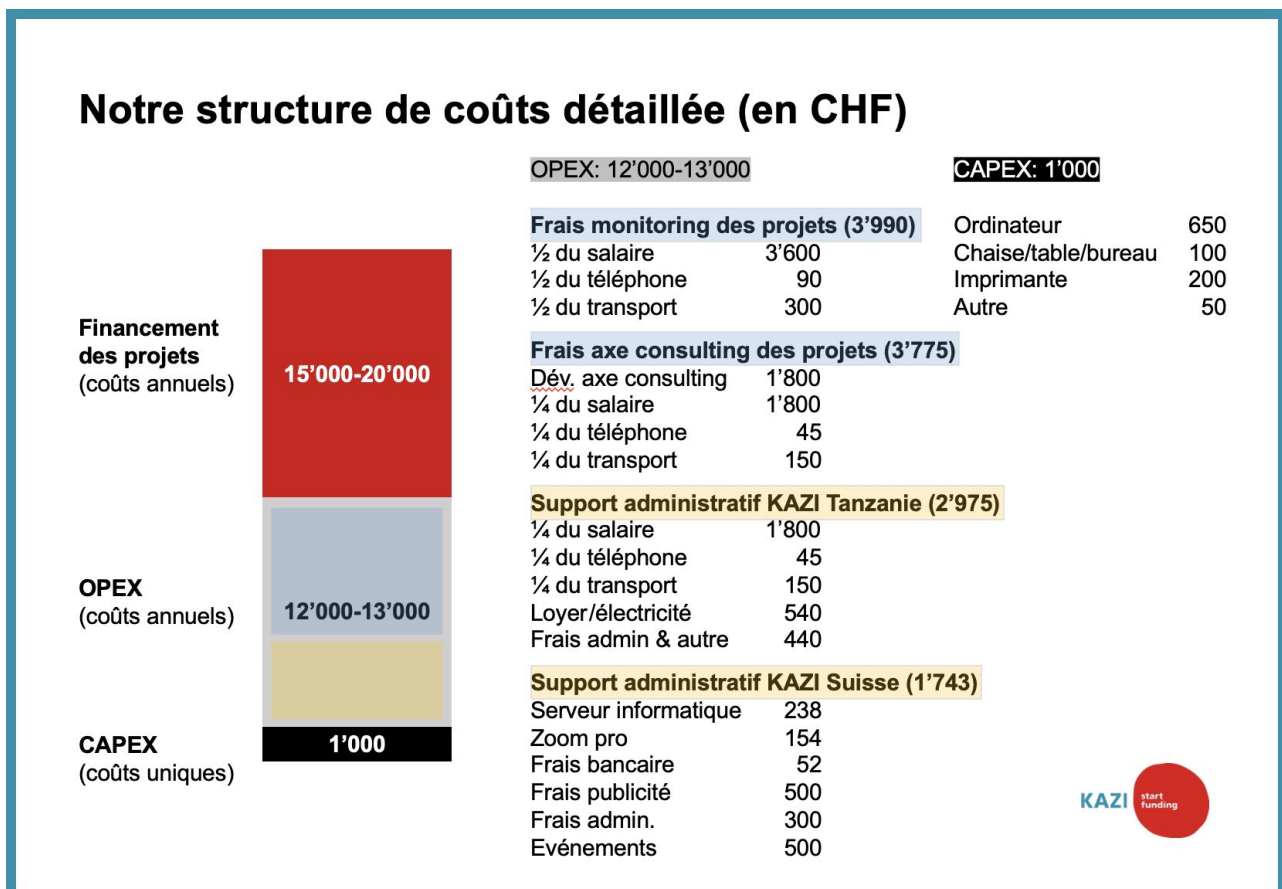 Notre structure de coûts détaillée (en CHF)
Financement
des projets
(coûts annuels)
15’000-20’000
OPEX
(coûts annuels)
12’000-13’000
CAPEX
(coûts uniques)
1’000
OPEX: 12’000-13’000
Frais monitoring des projets (3’990)
½ du salaire 3’600
½ du téléphone 90
½ du transport 300
Frais axe consulting des projets (3’775)
Dév. axe consulting 1’800
¼ du salaire 1’800
¼ du téléphone 45
¼ du transport 150
Support administratif KAZI Tanzanie (2’975)
¼ du salaire 1’800
¼ du téléphone 45
¼ du transport 150
Loyer/électricité 540
Frais admin & autre 440
Support administratif KAZI Suisse (1’743)
Serveur informatique 238
Zoom pro 154
Frais bancaire 52
Frais publicité 500
Frais admin. 300
Evénements 500
CAPEX: 1’000
Ordinateur 650
Chaise/table/bureau 100
Imprimante 200
Autre 50
KAZI start
funding